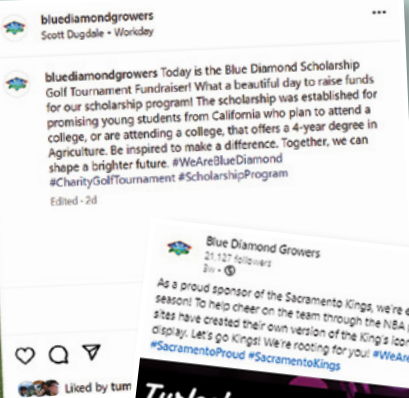 bluediamondgrowers
Scott Dugdale • Workday
bluediamondgrowers Today is the Blue Diamond Scholarship
Golf Tournament Fundraiser! What a beautiful day to raise funds
for our scholarship program! The scholarship was established for
promising young students from California who plan to attend a
college, or are attending a college, that offers a 4-year degree in
Agriculture. Be inspired to make a difference. Together, we can
shape a brighter future. #WeAreBlueDiamond
#CharityGolfTournament #ScholarshipProgram
Edited · 2d
Blue Diamond Growers
21,127 followers
3w •
As a proud sponsor of the Sacramento Kings, we're
season! To help cheer on the team through the NBA
sites have created their own version of the King's
display. Let's go Kings! We're rooting for you! #WeAr
#SacramentoProud #SacramentoKings
Liked by tum